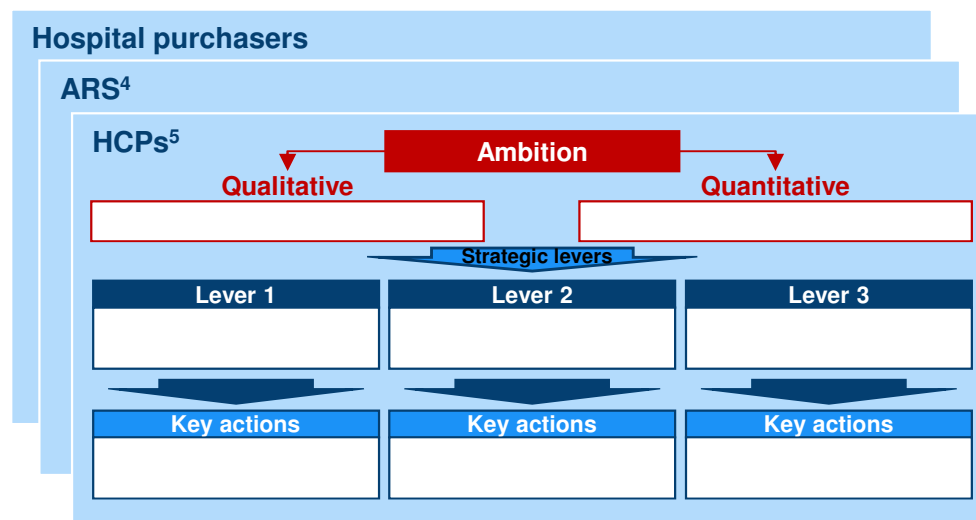 Hospital purchasers
ARS⁴
HCPs⁵
Ambition
Qualitative
Quantitative
Strategic levers
Lever 1
Lever 2
Lever 3
Key actions
Key actions
Key actions